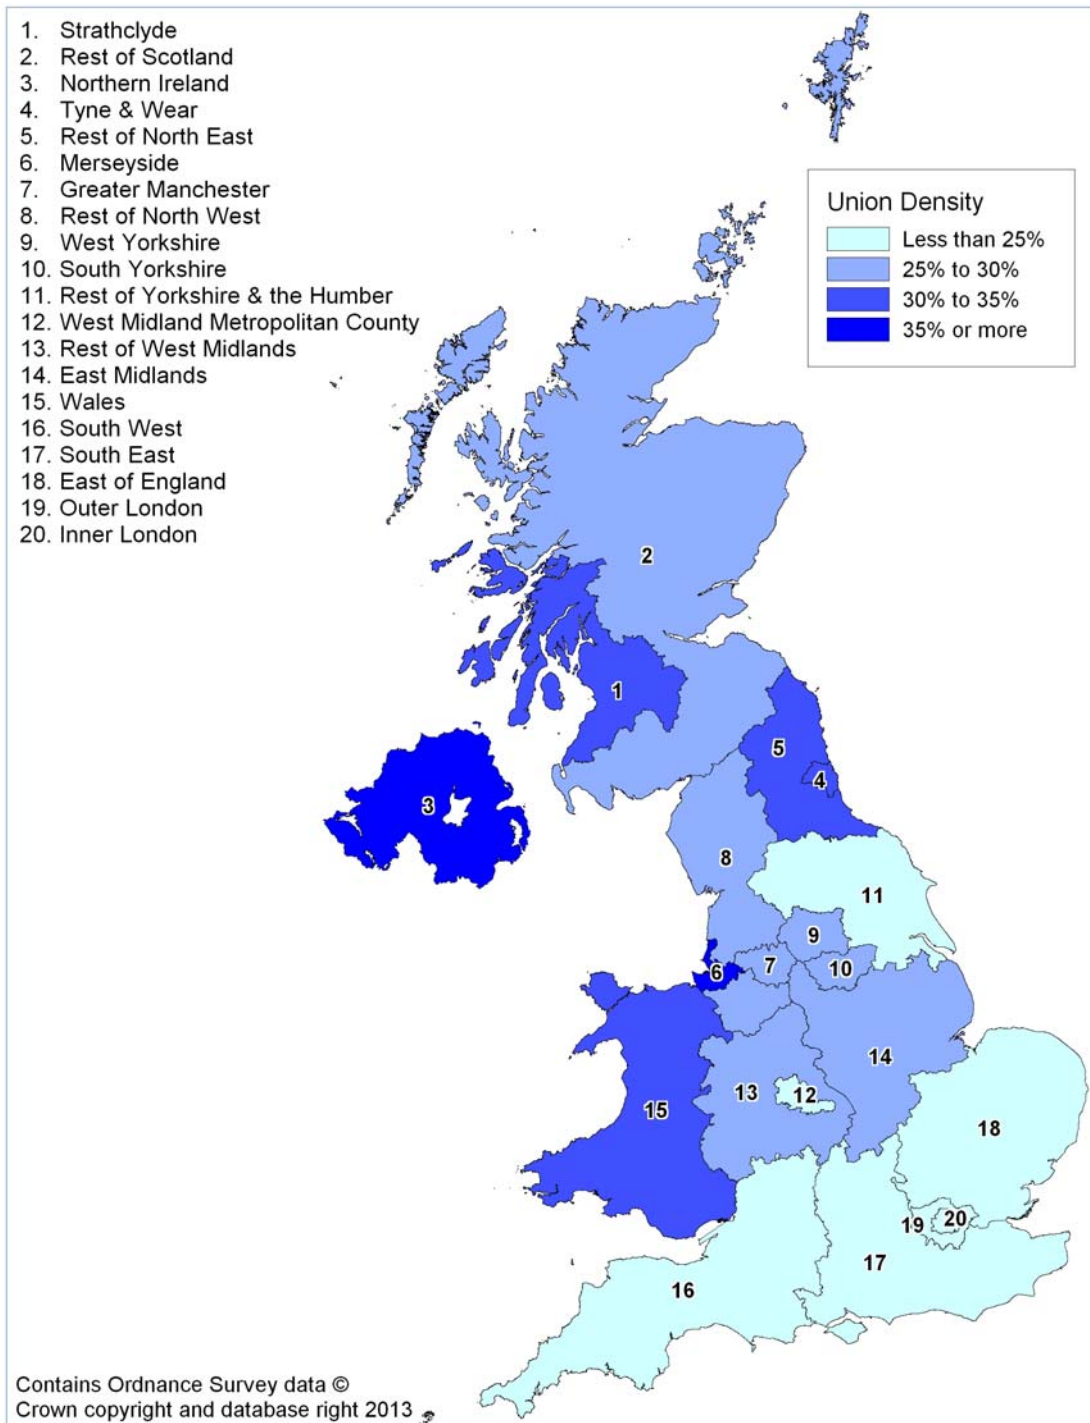 1. Strathclyde
2. Rest of Scotland
3. Northern Ireland
4. Tyne & Wear
5. Rest of North East
6. Merseyside
7. Greater Manchester
8. Rest of North West
9. West Yorkshire
10. South Yorkshire
11. Rest of Yorkshire & the Humber
12. West Midland Metropolitan County
13. Rest of West Midlands
14. East Midlands
15. Wales
16. South West
17. South East
18. East of England
19. Outer London
20. Inner London
Union Density
Less than 25%
25% to 30%
30% to 35%
35% or more
2
1
5
4
3
8
11
9
7
10
6
14
13
12
15
18
20
19
17
16
Contains Ordnance Survey data ©
Crown copyright and database right 2013